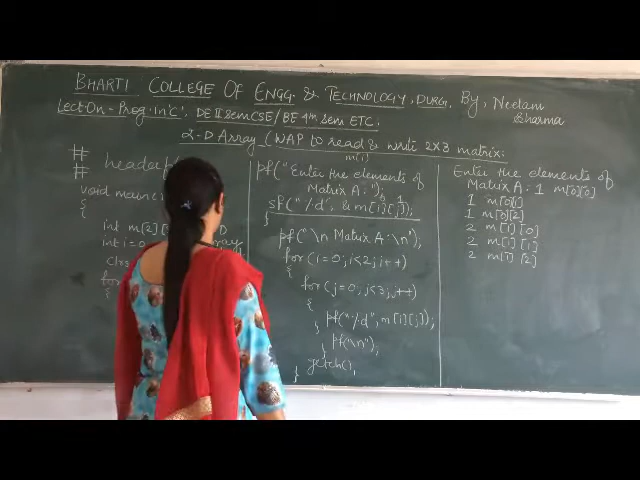 BHARTI COLLEGE OF ENGG. & TECHNOLOGY, DURG. By, Neelam Sharma
Lect.On - Prog.In 'C'. DE II sem CSE/ BE 4th sem ETC.
2-D Array (WAP to read & write 2x3 matrix.
#
# header
void main(
{
int m[2]
int i=0
Clrs
for
{
m[i]
pf("Enter the elements of
Matrix A:");
sf("%d", & m[i][j]);
}
pf("\n Matrix A:\n");
for (i=0; i<2; i++)
{
for (j=0; j<3; j++)
{
pf("%d", m[i][j]);
}
pf(\n");
}
getch();
}
Enter the elements of
Matrix A: 1 m[0][0]
1 m[0][1]
1 m[0][2]
2 m[1][0]
2 m[1][1]
2 m[1][2]